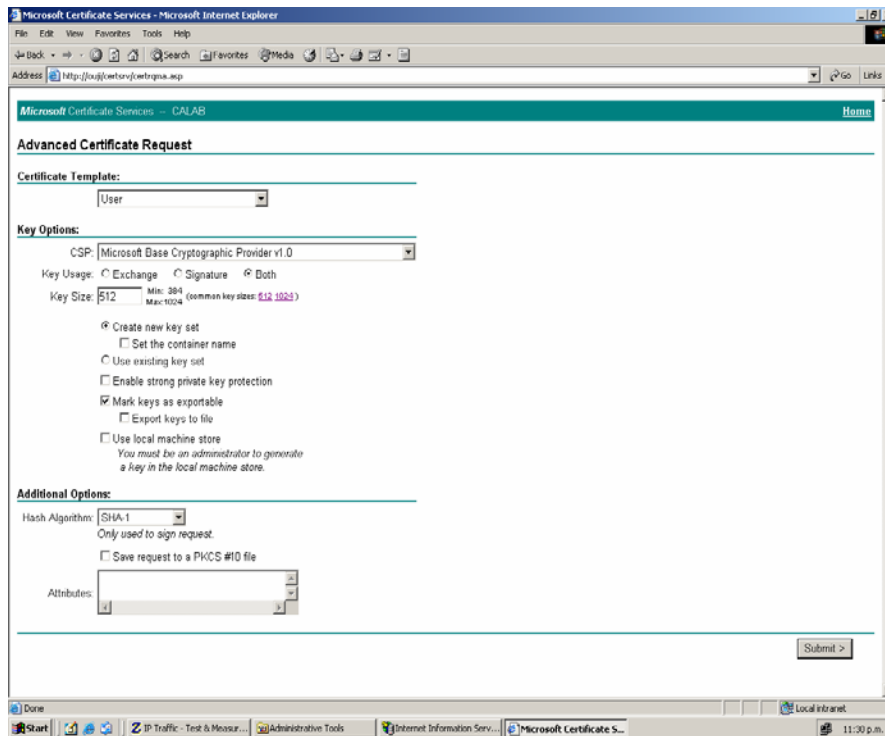 Microsoft Certificate Services - Microsoft Internet Explorer
File Edit View Favorites Tools Help
Back Search Favorites Media
Address http://ouji/certsrv/certrqma.asp Go Links
Microsoft Certificate Services -- CALAB Home
Advanced Certificate Request
Certificate Template:
User
Key Options:
CSP: Microsoft Base Cryptographic Provider v1.0
Key Usage: Exchange Signature Both
Key Size: 512 Min: 384 Max:1024 (common key sizes: 512 1024)
Create new key set
Set the container name
Use existing key set
Enable strong private key protection
Mark keys as exportable
Export keys to file
Use local machine store
You must be an administrator to generate
a key in the local machine store.
Additional Options:
Hash Algorithm: SHA-1
Only used to sign request.
Save request to a PKCS #10 file
Attributes:
Submit >
Done Local intranet
Start IP Traffic - Test & Measur... Administrative Tools Internet Information Serv... Microsoft Certificate S... 11:30 p.m.